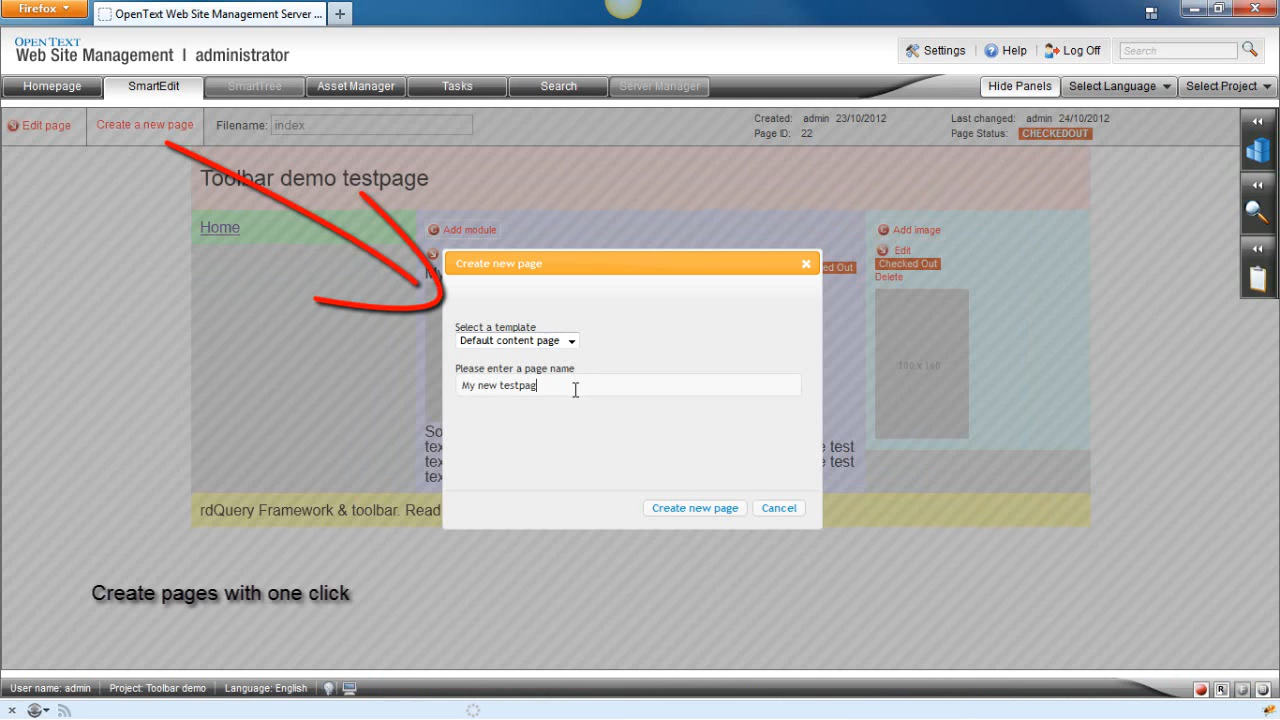 Firefox
OpenText Web Site Management Server ...
OPEN TEXT
Web Site Management | administrator
Settings
Help
Log Off
Search
Homepage
SmartEdit
SmartTree
Asset Manager
Tasks
Search
Server Manager
Hide Panels
Select Language
Select Project
Edit page
Create a new page
Filename: index
Created: admin 23/10/2012
Page ID: 22
Last changed: admin 24/10/2012
Page Status: CHECKEDOUT
Toolbar demo testpage
Home
Add module
Add image
Edit
Checked Out
Delete
ed Out
100 x 160
Create new page
Select a template
Default content page
Please enter a page name
My new testpag
Create new page
Cancel
So
tex
tex
tex
e test
e test
rdQuery Framework & toolbar. Read
Create pages with one click
User name: admin
Project: Toolbar demo
Language: English
R